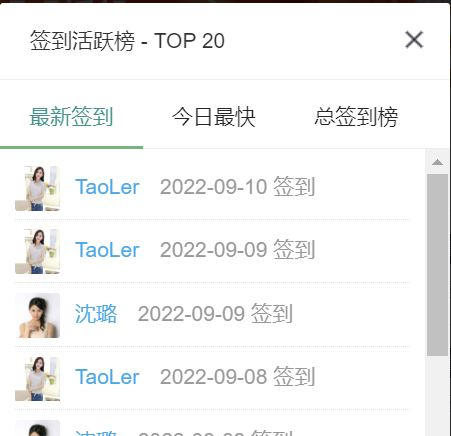 签到活跃榜 - TOP 20
最新签到 今日最快 总签到榜
TaoLer 2022-09-10 签到
TaoLer 2022-09-09 签到
沈璐 2022-09-09 签到
TaoLer 2022-09-08 签到